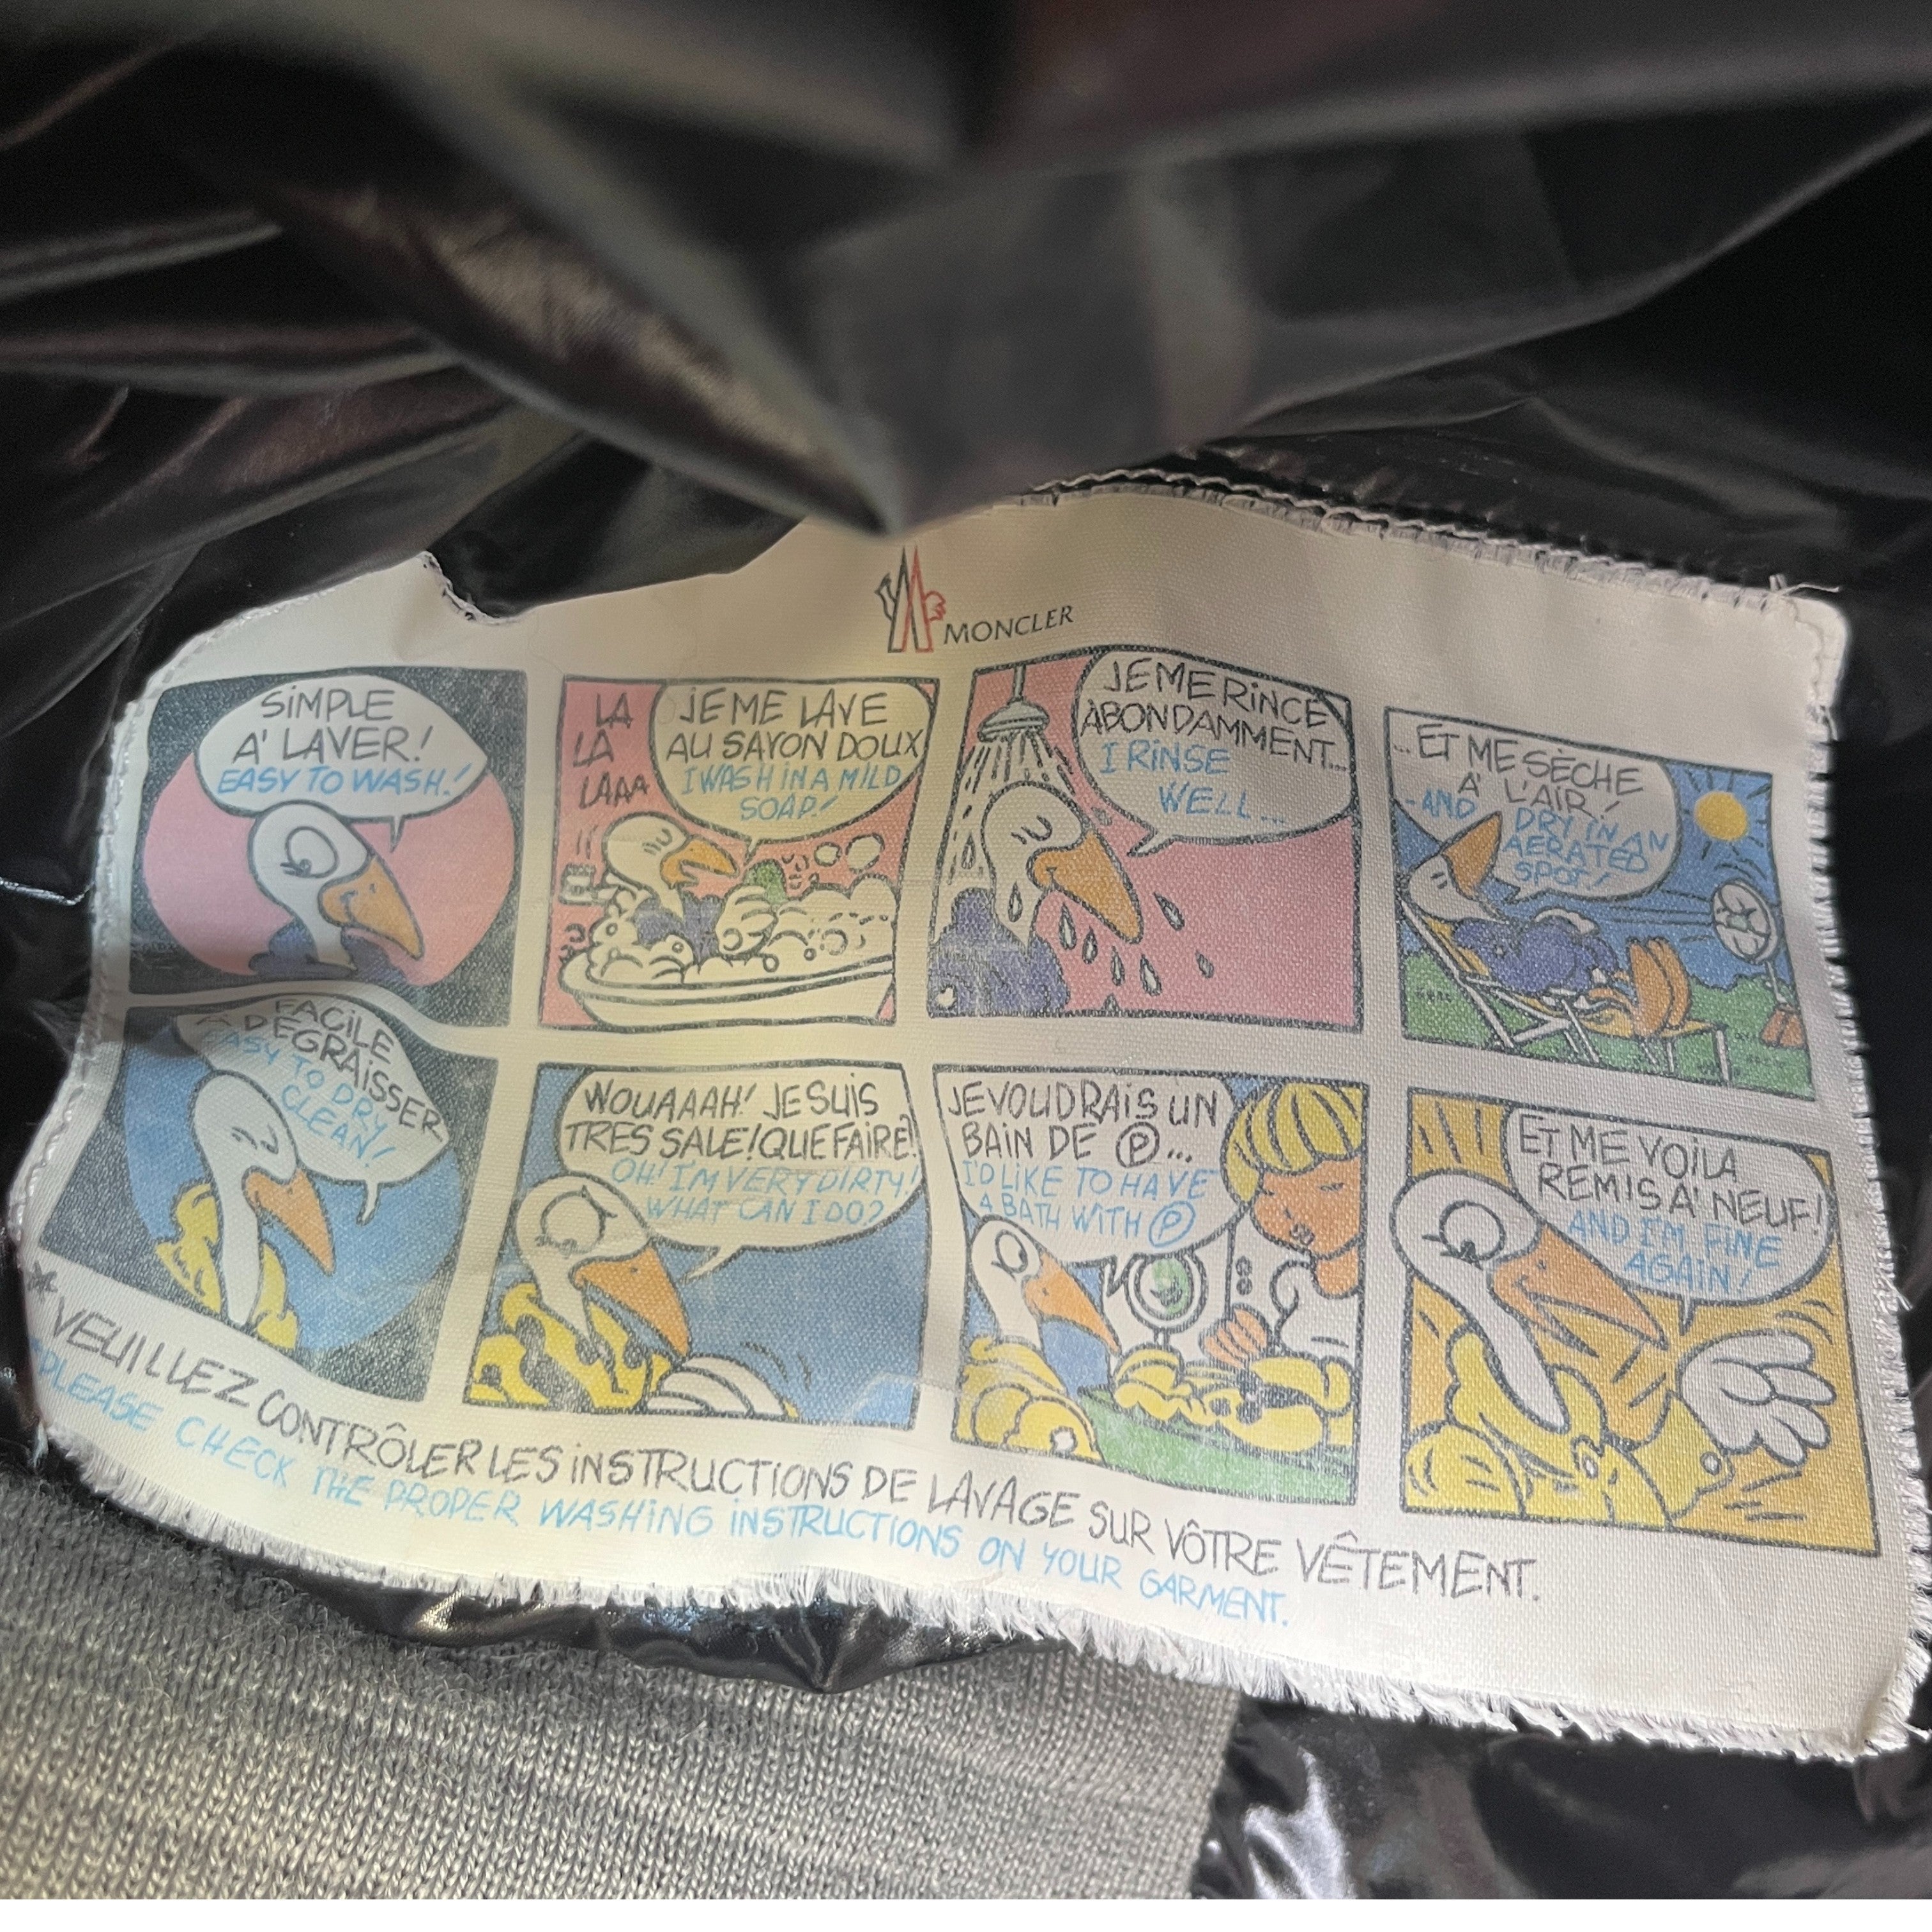 MONCLER
SiMPLE
A' LAVER!
EASY TO WASH!
LA
LA
LAAA
JE ME LAVE
AU SAVON DOUX
I WASH iN A MiLD
SOAP!
JE ME RiNCE
ABONDAMMENT...
I RiNSE
WELL...
...ET ME SÈCHE
A' L'AIR!
-AND DRY iN AN
AERATED
SPOT!
FACiLE
A DEGRAiSSER
EASY TO DRY
CLEAN!
WOUAAAH! JE SUiS
TRES SALE! QUE FAIRE!
OH! I'M VERY DIRTY!
WHAT CAN I DO?
JE VOUDRAiS UN
BAIN DE Ⓟ...
I'D LiKE TO HAVE
A BATH WiTH Ⓟ
ET ME VOiLA
REMIS A' NEUF!
AND I'M FINE
AGAiN!
* VEUILLEZ CONTRÔLER LES iNSTRUCTiONS DE LAVAGE SUR VÔTRE VÊTEMENT.
*PLEASE CHECK THE PROPER WASHiNG iNSTRUCTIONS ON YOUR GARMENT.